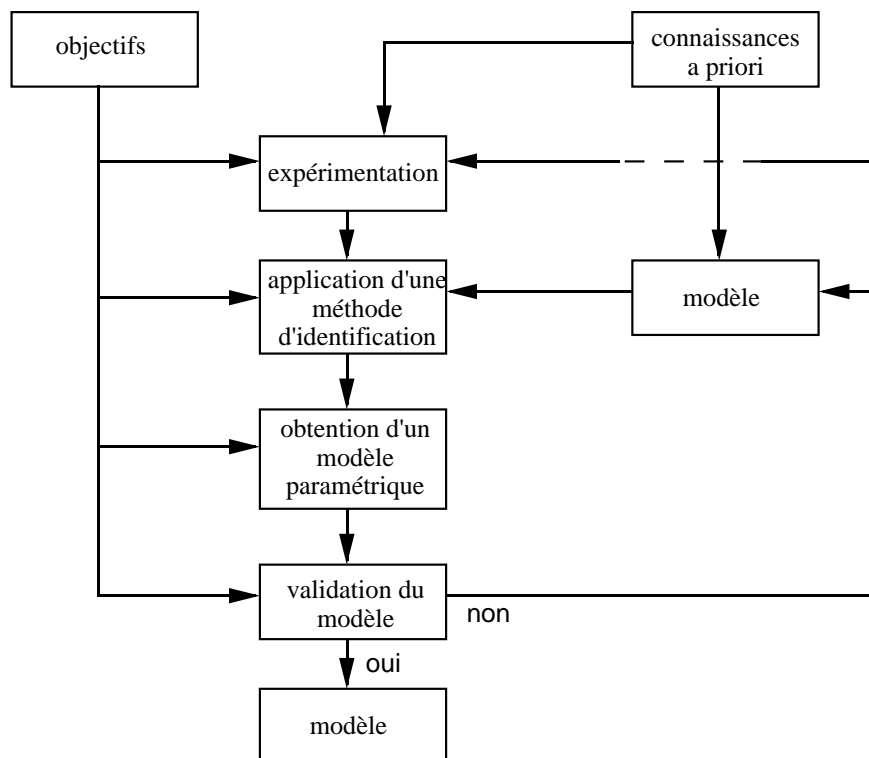 objectifs
connaissances
a priori
expérimentation
application d'une
méthode
d'identification
modèle
obtention d'un
modèle
paramétrique
validation du
modèle
non
oui
modèle